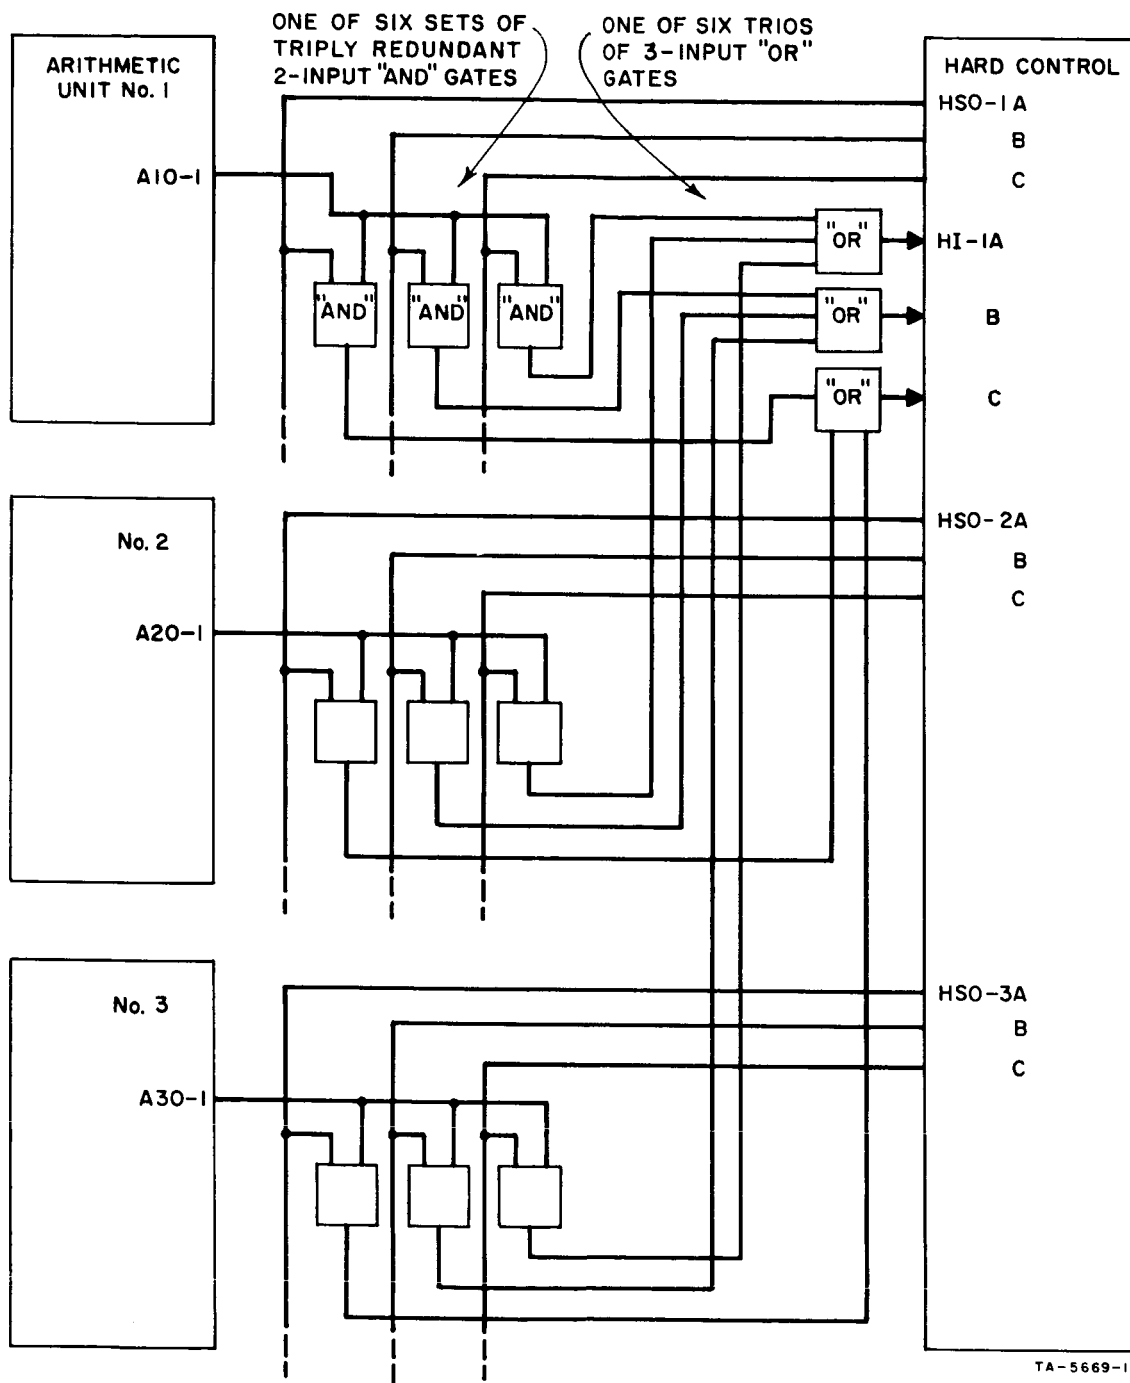 ONE OF SIX SETS OF
TRIPLY REDUNDANT
2-INPUT "AND" GATES
ONE OF SIX TRIOS
OF 3-INPUT "OR"
GATES
ARITHMETIC
UNIT No. 1
A10-1
HARD CONTROL
HSO-1A
B
C
"AND"
"AND"
"AND"
"OR"
HI-1A
"OR"
B
"OR"
C
No. 2
A20-1
HSO-2A
B
C
No. 3
A30-1
HSO-3A
B
C
TA-5669-1